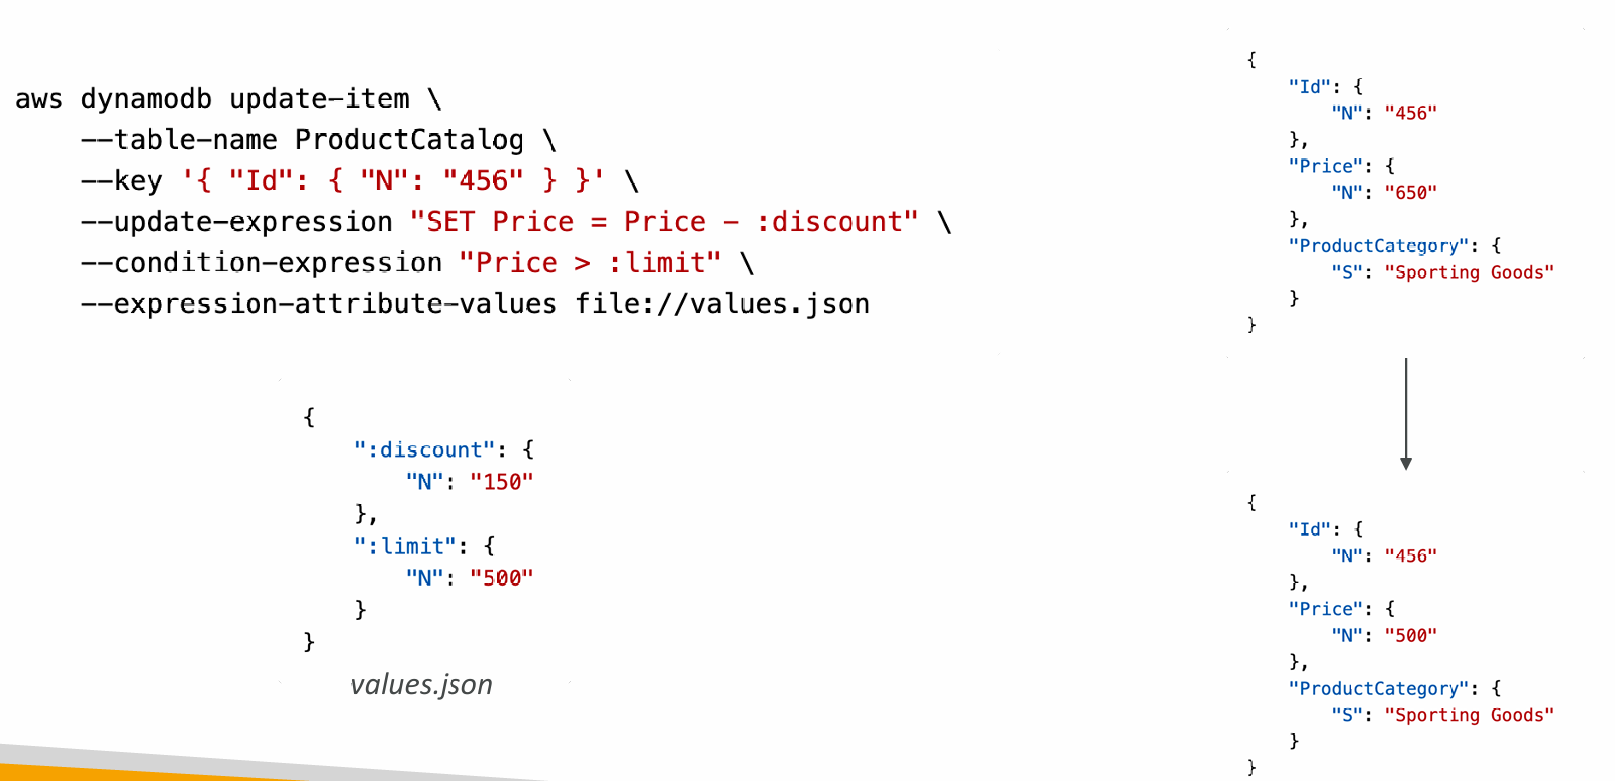 aws dynamodb update-item \
--table-name ProductCatalog \
--key '{ "Id": { "N": "456" } }' \
--update-expression "SET Price = Price - :discount" \
--condition-expression "Price > :limit" \
--expression-attribute-values file://values.json
{
":discount": {
"N": "150"
},
":limit": {
"N": "500"
}
}
values.json
{
"Id": {
"N": "456"
},
"Price": {
"N": "650"
},
"ProductCategory": {
"S": "Sporting Goods"
}
}
{
"Id": {
"N": "456"
},
"Price": {
"N": "500"
},
"ProductCategory": {
"S": "Sporting Goods"
}
}